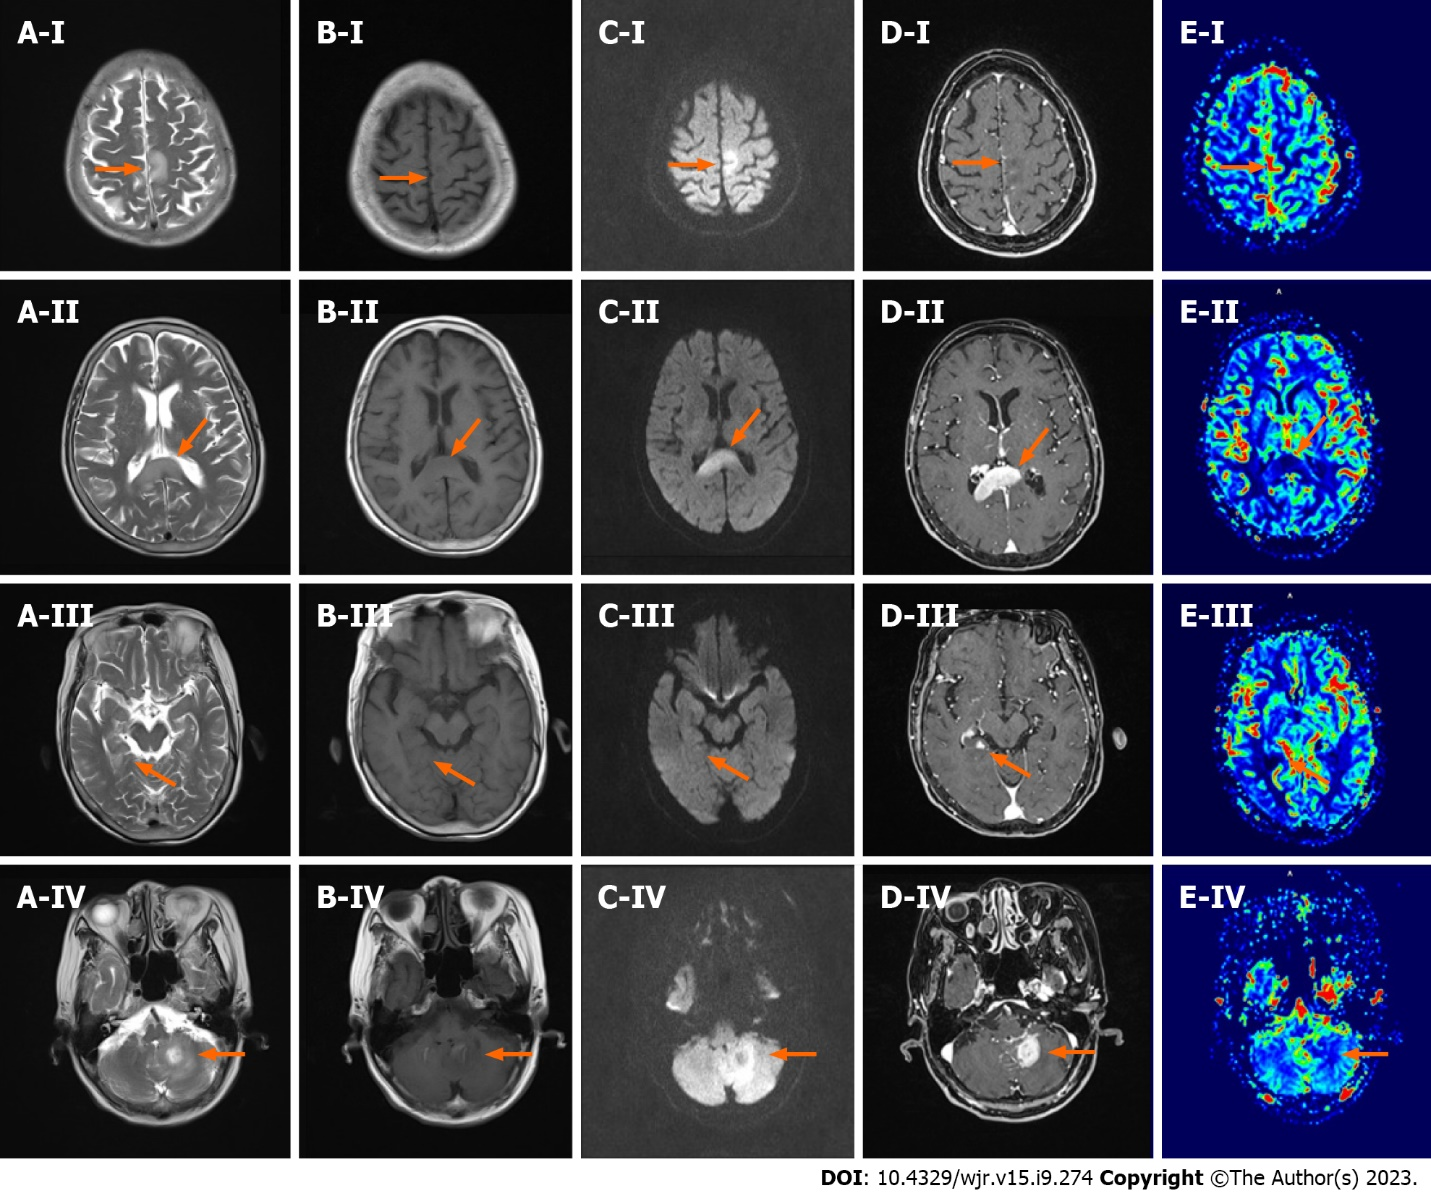 A-I B-I C-I D-I E-I
A-II B-II C-II D-II E-II
A
A-III B-III C-III D-III E-III
A
A-IV B-IV C-IV D-IV E-IV
A
DOI: 10.4329/wjr.v15.i9.274 Copyright ©The Author(s) 2023.